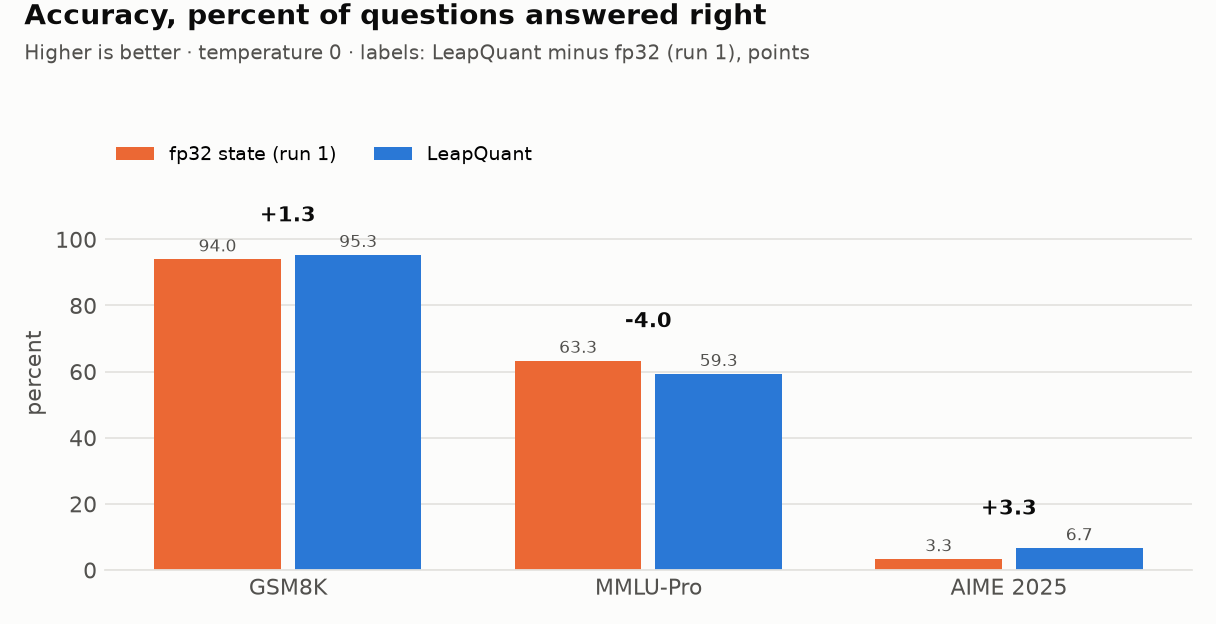 Accuracy, percent of questions answered right
Higher is better · temperature 0 · labels: LeapQuant minus fp32 (run 1), points
fp32 state (run 1) LeapQuant
+1.3
94.0 95.3
-4.0
63.3 59.3
+3.3
3.3 6.7
100
80
60
40
20
0
percent
GSM8K MMLU-Pro AIME 2025